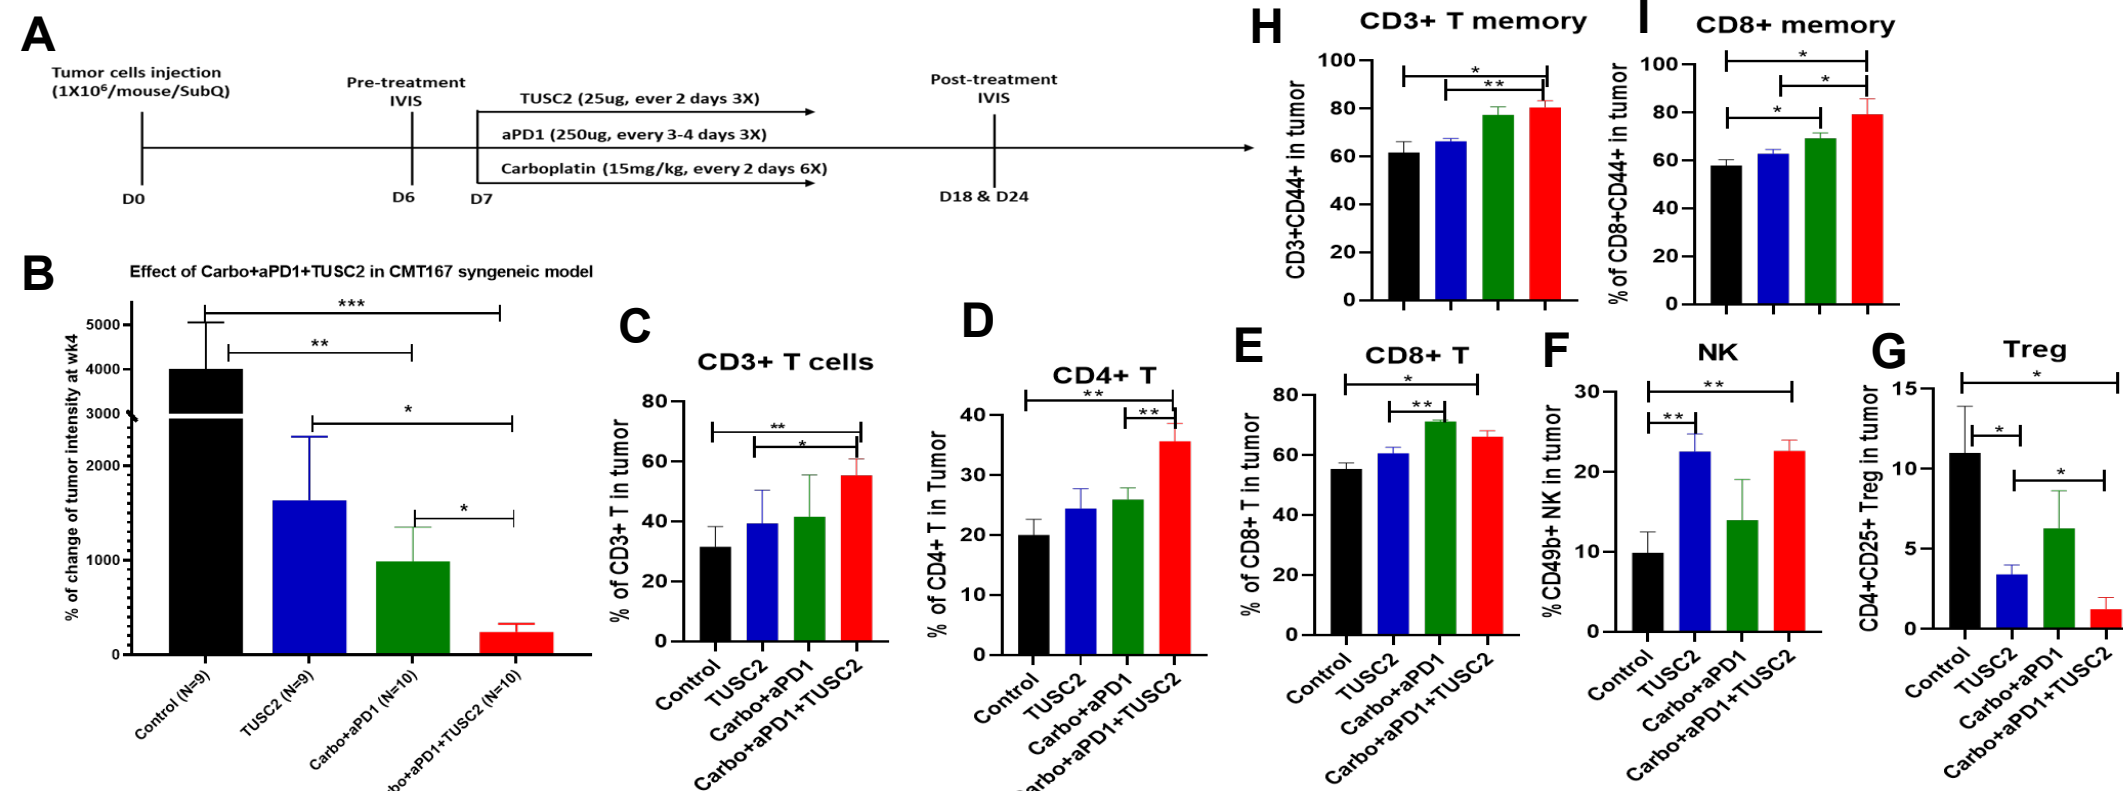 A
Tumor cells injection
(1X10⁶/mouse/SubQ)
Pre-treatment
IVIS
TUSC2 (25ug, ever 2 days 3X)
aPD1 (250ug, every 3-4 days 3X)
Carboplatin (15mg/kg, every 2 days 6X)
Post-treatment
IVIS
D0
D6
D7
D18 & D24
B
Effect of Carbo+aPD1+TUSC2 in CMT167 syngeneic model
% of change of tumor intensity at wk4
5000
4000
3000
2000
1000
0
***
**
*
*
Control (N=9)
TUSC2 (N=9)
Carbo+aPD1 (N=10)
rbo+aPD1+TUSC2 (N=10)
C
CD3+ T cells
% of CD3+ T in tumor
80
60
40
20
0
**
*
Control
TUSC2
Carbo+aPD1
Carbo+aPD1+TUSC2
D
CD4+ T
% of CD4+ T in Tumor
40
30
20
10
0
**
**
Control
TUSC2
Carbo+aPD1
Carbo+aPD1+TUSC2
E
CD8+ T
% of CD8+ T in tumor
80
60
40
20
0
*
**
Control
TUSC2
Carbo+aPD1
Carbo+aPD1+TUSC2
F
NK
% CD49b+ NK in tumor
30
20
10
0
**
**
Control
TUSC2
Carbo+aPD1
Carbo+aPD1+TUSC2
G
Treg
CD4+CD25+ Treg in tumor
15
10
5
0
*
*
*
Control
TUSC2
Carbo+aPD1
Carbo+aPD1+TUSC2
H
CD3+ T memory
CD3+CD44+ in tumor
100
80
60
40
20
0
*
**
I
CD8+ memory
% of CD8+CD44+ in tumor
100
80
60
40
20
0
*
*
*